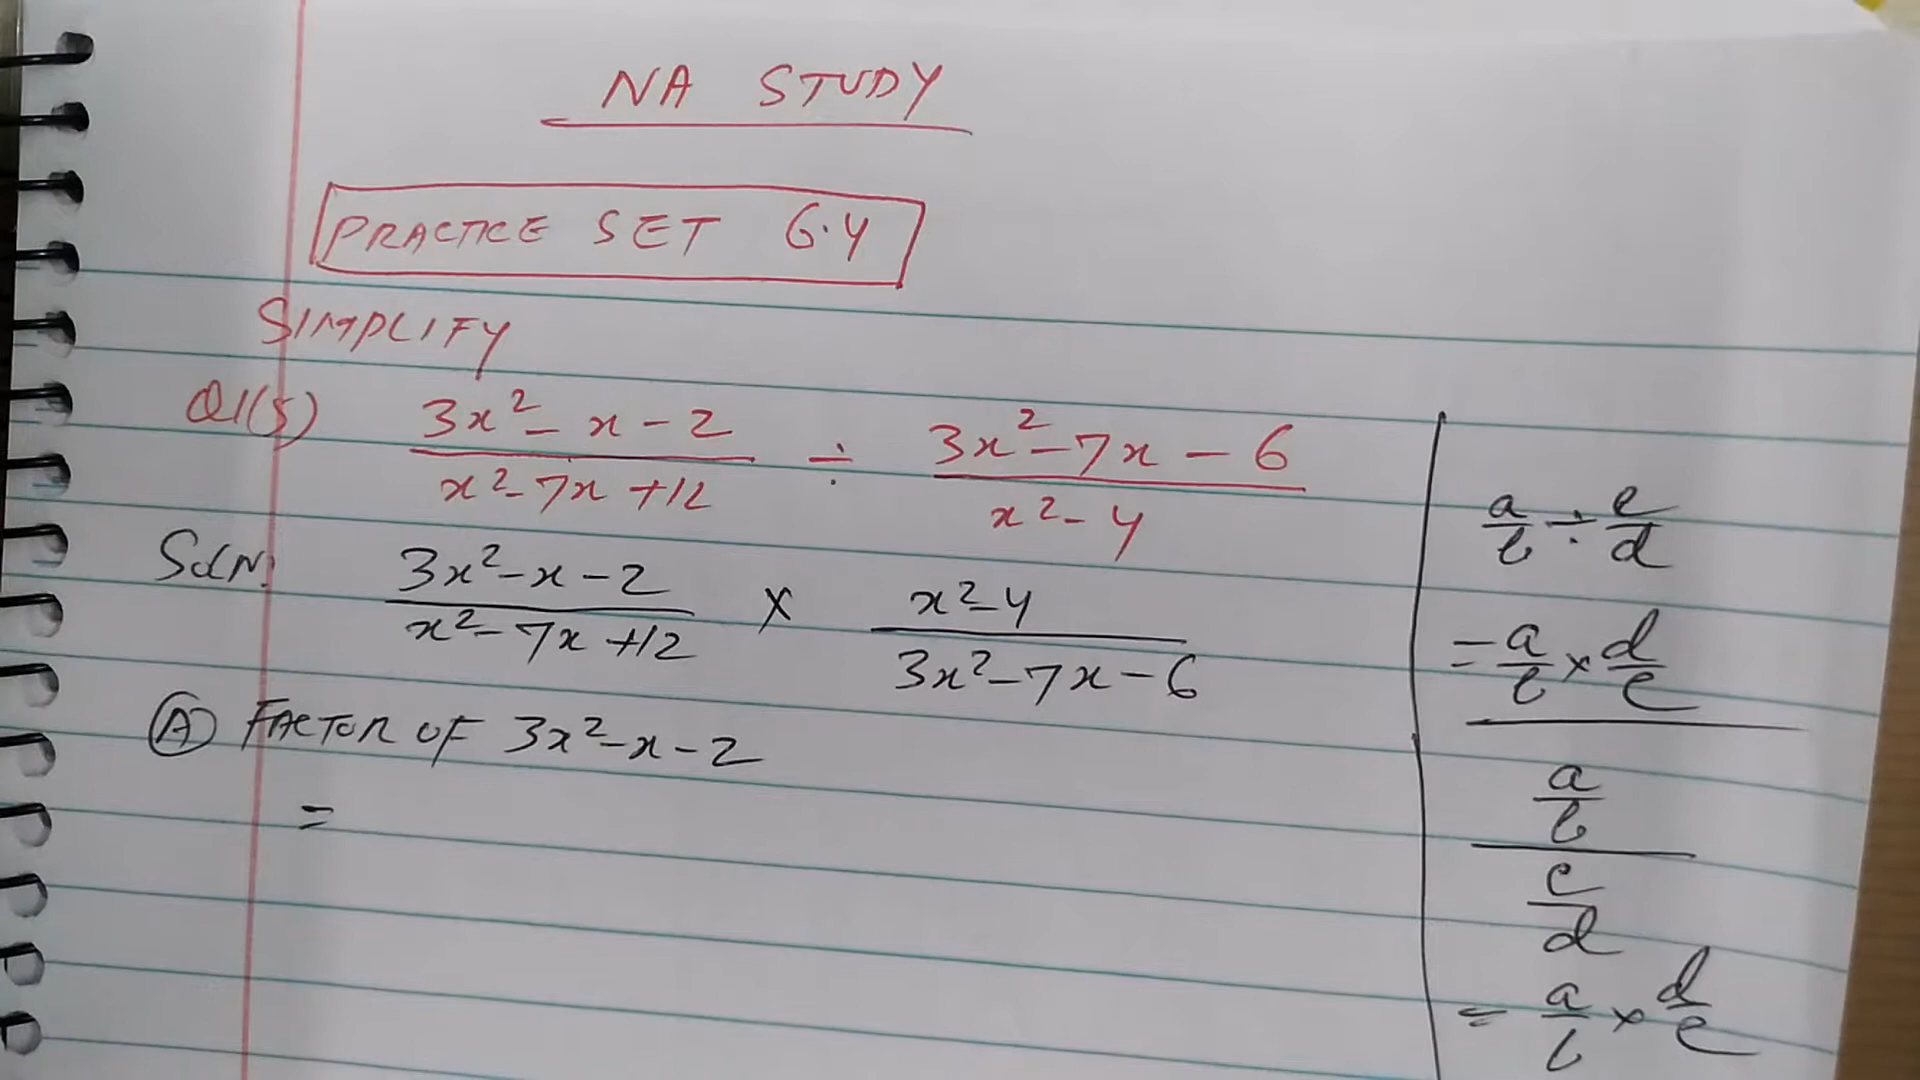 NA STUDY
PRACTICE SET 6.4
SIMPLIFY
Q1(5) (3x² - x - 2)/(x² - 7x + 12) ÷ (3x² - 7x - 6)/(x² - 4)
Soln. (3x² - x - 2)/(x² - 7x + 12) × (x² - 4)/(3x² - 7x - 6)
(A) FACTOR OF 3x² - x - 2
=
a/b ÷ c/d
= a/b × d/c
a/b
c/d
= a/b × d/c